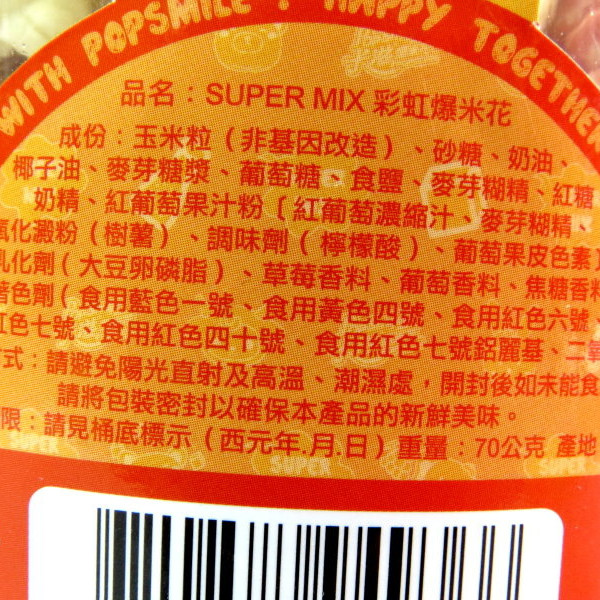 WITH POPSMILE ! HAPPY TOGETHER
品名：SUPER MIX 彩虹爆米花
成份：玉米粒（非基因改造）、砂糖、奶油、
椰子油、麥芽糖漿、葡萄糖、食鹽、麥芽糊精、紅糖
奶精、紅葡萄果汁粉〔紅葡萄濃縮汁、麥芽糊精、
氧化澱粉（樹薯）、調味劑（檸檬酸）、葡萄果皮色素〕
乳化劑（大豆卵磷脂）、草莓香料、葡萄香料、焦糖香料
著色劑（食用藍色一號、食用黃色四號、食用紅色六號
紅色七號、食用紅色四十號、食用紅色七號鋁麗基、二氧
方式：請避免陽光直射及高溫、潮濕處，開封後如未能食
請將包裝密封以確保本產品的新鮮美味。
限：請見桶底標示（西元年.月.日）重量：70公克 產地